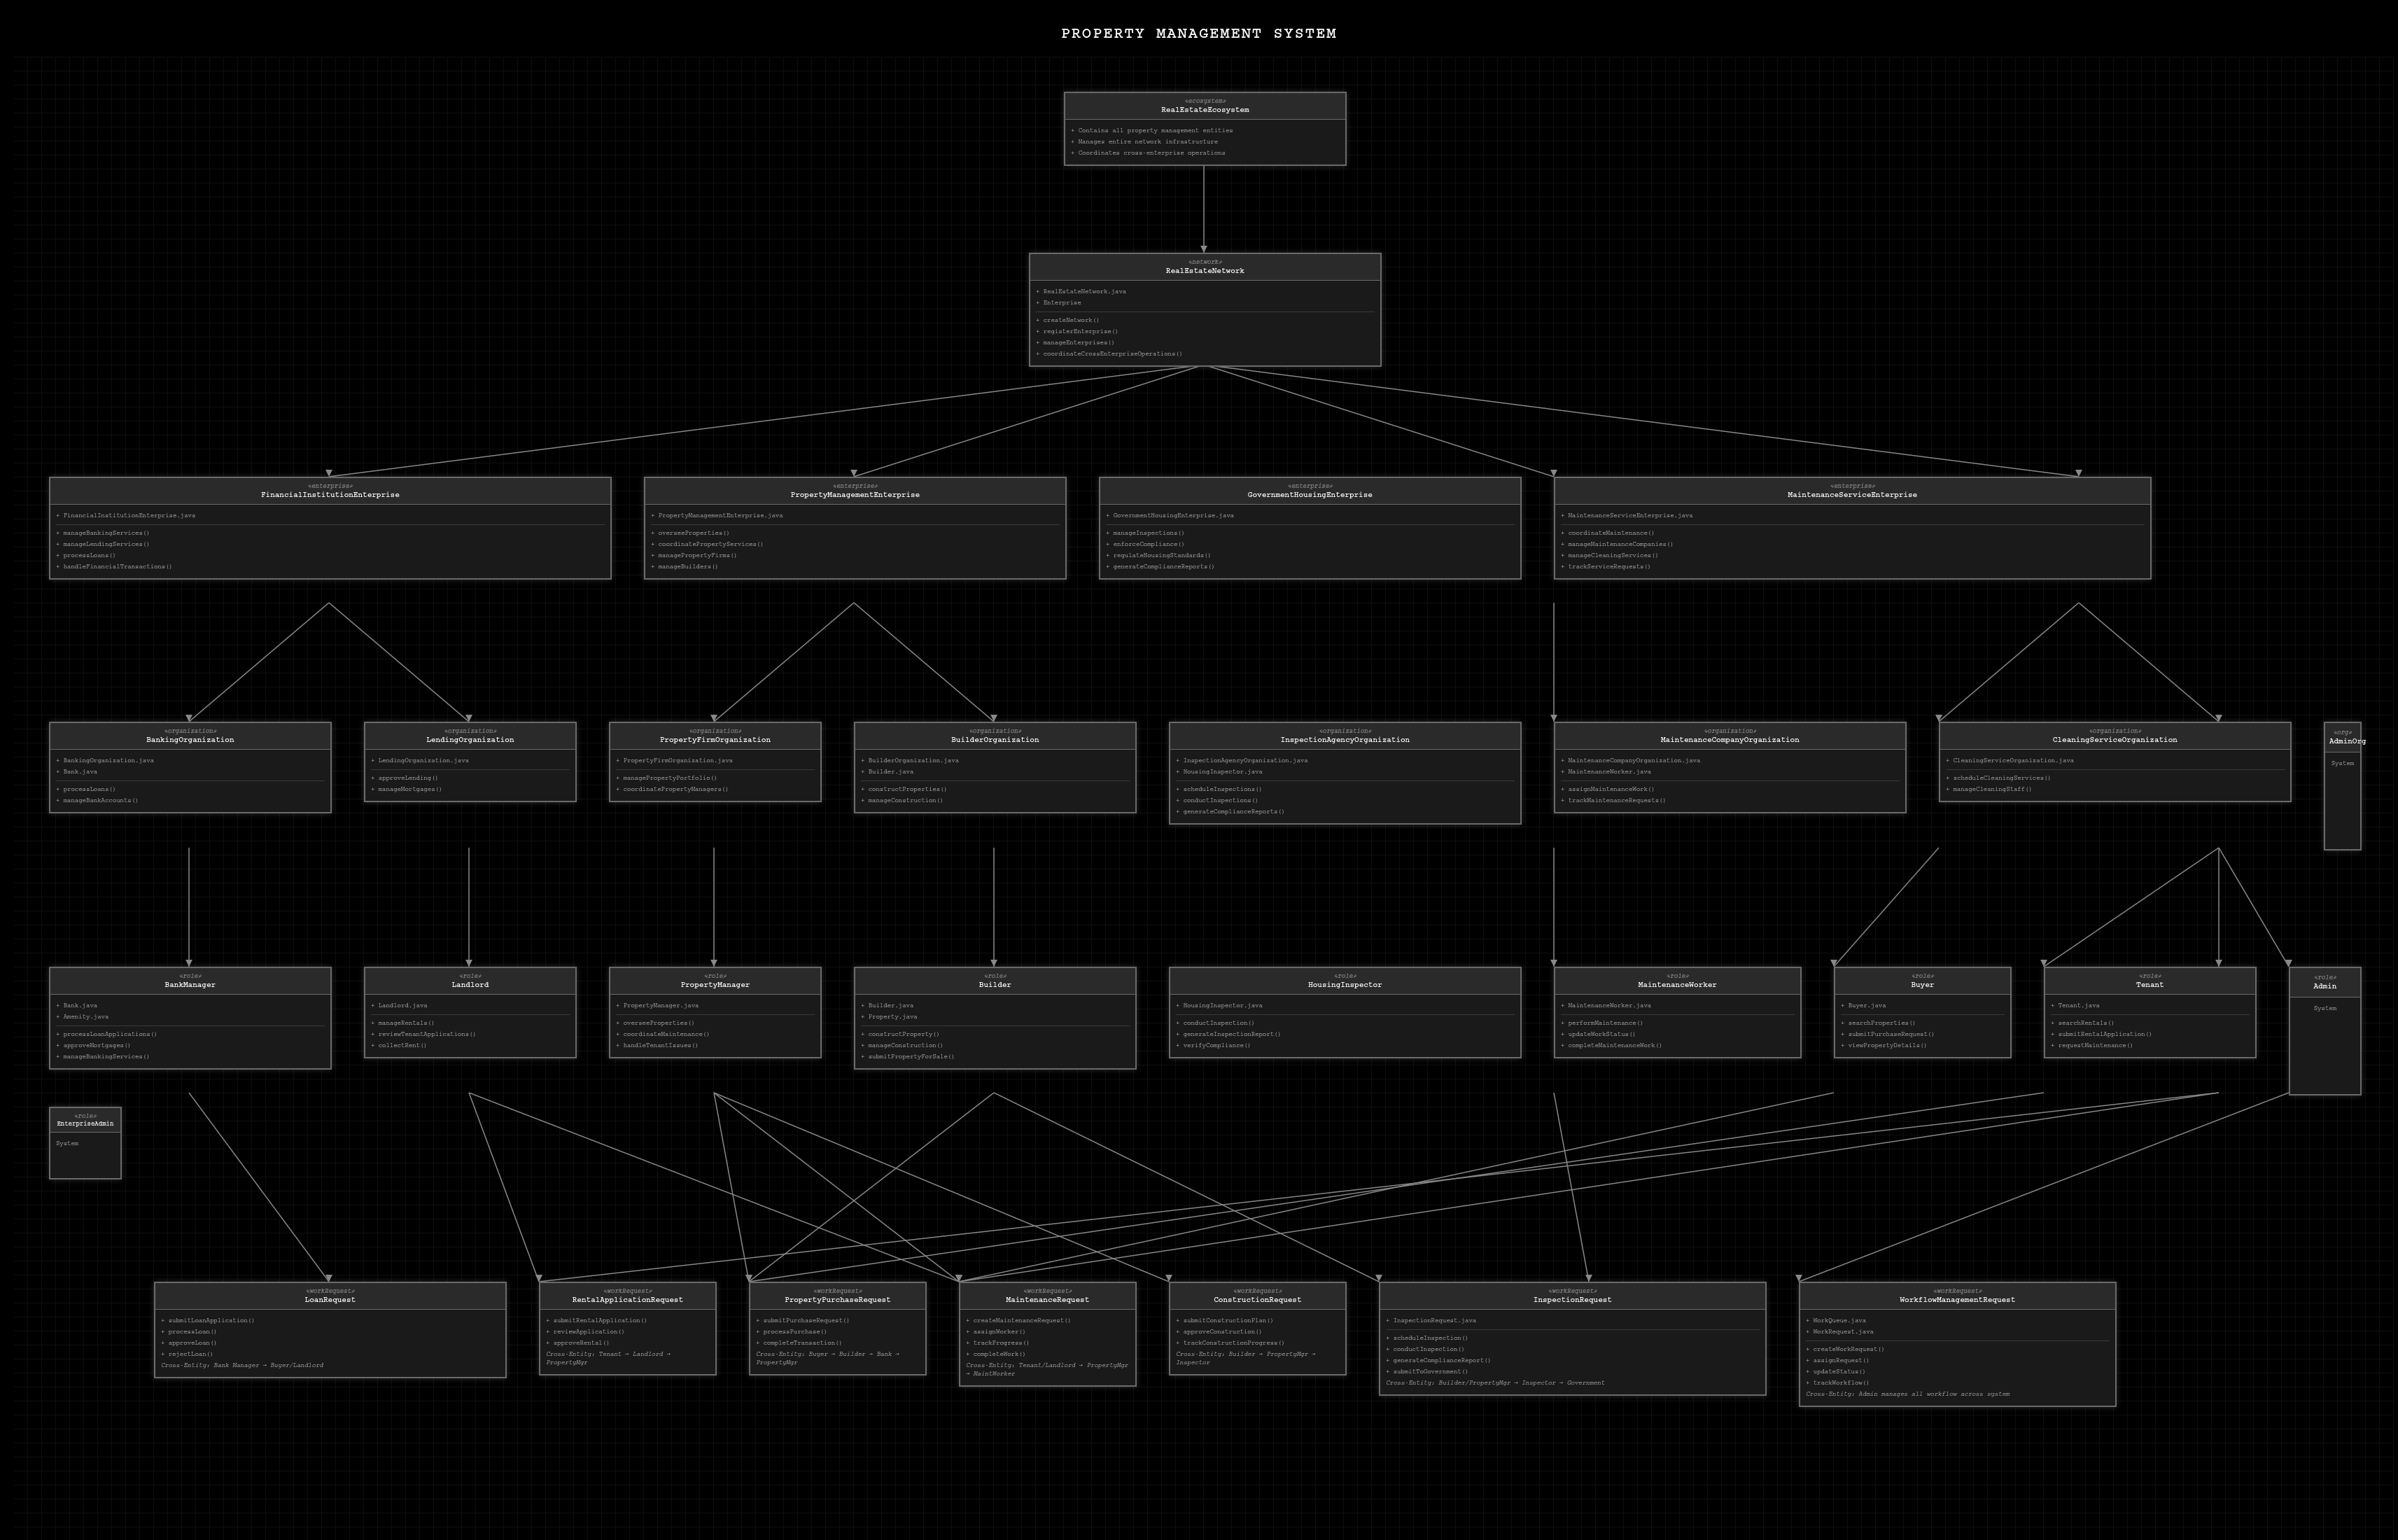 PROPERTY MANAGEMENT SYSTEM
«ecosystem»
RealEstateEcosystem
+ Contains all property management entities
+ Manages entire network infrastructure
+ Coordinates cross-enterprise operations
«network»
RealEstateNetwork
+ RealEstateNetwork.java
+ Enterprise
+ createNetwork()
+ registerEnterprise()
+ manageEnterprises()
+ coordinateCrossEnterpriseOperations()
«enterprise»
FinancialInstitutionEnterprise
+ FinancialInstitutionEnterprise.java
+ manageBankingServices()
+ manageLendingServices()
+ processLoans()
+ handleFinancialTransactions()
«enterprise»
PropertyManagementEnterprise
+ PropertyManagementEnterprise.java
+ overseeProperties()
+ coordinatePropertyServices()
+ managePropertyFirms()
+ manageBuilders()
«enterprise»
GovernmentHousingEnterprise
+ GovernmentHousingEnterprise.java
+ manageInspections()
+ enforceCompliance()
+ regulateHousingStandards()
+ generateComplianceReports()
«enterprise»
MaintenanceServiceEnterprise
+ MaintenanceServiceEnterprise.java
+ coordinateMaintenance()
+ manageMaintenanceCompanies()
+ manageCleaningServices()
+ trackServiceRequests()
«organization»
BankingOrganization
+ BankingOrganization.java
+ Bank.java
+ processLoans()
+ manageBankAccounts()
«organization»
LendingOrganization
+ LendingOrganization.java
+ approveLending()
+ manageMortgages()
«organization»
PropertyFirmOrganization
+ PropertyFirmOrganization.java
+ managePropertyPortfolio()
+ coordinatePropertyManagers()
«organization»
BuilderOrganization
+ BuilderOrganization.java
+ Builder.java
+ constructProperties()
+ manageConstruction()
«organization»
InspectionAgencyOrganization
+ InspectionAgencyOrganization.java
+ HousingInspector.java
+ scheduleInspections()
+ conductInspections()
+ generateComplianceReports()
«organization»
MaintenanceCompanyOrganization
+ MaintenanceCompanyOrganization.java
+ MaintenanceWorker.java
+ assignMaintenanceWork()
+ trackMaintenanceRequests()
«organization»
CleaningServiceOrganization
+ CleaningServiceOrganization.java
+ scheduleCleaningServices()
+ manageCleaningStaff()
«org»
AdminOrg
System
«role»
BankManager
+ Bank.java
+ Amenity.java
+ processLoanApplications()
+ approveMortgages()
+ manageBankingServices()
«role»
Landlord
+ Landlord.java
+ manageRentals()
+ reviewTenantApplications()
+ collectRent()
«role»
PropertyManager
+ PropertyManager.java
+ overseeProperties()
+ coordinateMaintenance()
+ handleTenantIssues()
«role»
Builder
+ Builder.java
+ Property.java
+ constructProperty()
+ manageConstruction()
+ submitPropertyForSale()
«role»
HousingInspector
+ HousingInspector.java
+ conductInspection()
+ generateInspectionReport()
+ verifyCompliance()
«role»
MaintenanceWorker
+ MaintenanceWorker.java
+ performMaintenance()
+ updateWorkStatus()
+ completeMaintenanceWork()
«role»
Buyer
+ Buyer.java
+ searchProperties()
+ submitPurchaseRequest()
+ viewPropertyDetails()
«role»
Tenant
+ Tenant.java
+ searchRentals()
+ submitRentalApplication()
+ requestMaintenance()
«role»
Admin
System
«role»
EnterpriseAdmin
System
«workRequest»
LoanRequest
+ submitLoanApplication()
+ processLoan()
+ approveLoan()
+ rejectLoan()
Cross-Entity: Bank Manager → Buyer/Landlord
«workRequest»
RentalApplicationRequest
+ submitRentalApplication()
+ reviewApplication()
+ approveRental()
Cross-Entity: Tenant → Landlord →
PropertyMgr
«workRequest»
PropertyPurchaseRequest
+ submitPurchaseRequest()
+ processPurchase()
+ completeTransaction()
Cross-Entity: Buyer → Builder → Bank →
PropertyMgr
«workRequest»
MaintenanceRequest
+ createMaintenanceRequest()
+ assignWorker()
+ trackProgress()
+ completeWork()
Cross-Entity: Tenant/Landlord → PropertyMgr
→ MaintWorker
«workRequest»
ConstructionRequest
+ submitConstructionPlan()
+ approveConstruction()
+ trackConstructionProgress()
Cross-Entity: Builder → PropertyMgr →
Inspector
«workRequest»
InspectionRequest
+ InspectionRequest.java
+ scheduleInspection()
+ conductInspection()
+ generateComplianceReport()
+ submitToGovernment()
Cross-Entity: Builder/PropertyMgr → Inspector → Government
«workRequest»
WorkflowManagementRequest
+ WorkQueue.java
+ WorkRequest.java
+ createWorkRequest()
+ assignRequest()
+ updateStatus()
+ trackWorkflow()
Cross-Entity: Admin manages all workflow across system